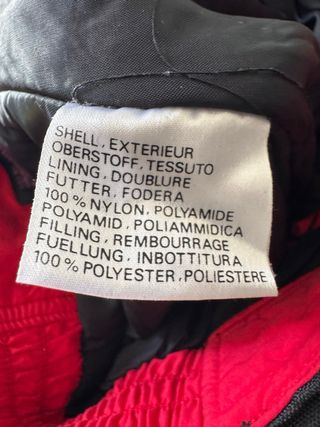 SHELL, EXTERIEUR
OBERSTOFF, TESSUTO
LINING, DOUBLURE
FUTTER, FODERA
100% NYLON, POLYAMIDE
POLYAMID, POLIAMMIDICA
FILLING, REMBOURRAGE
FUELLUNG, INBOTTITURA
100% POLYESTER, POLIESTERE